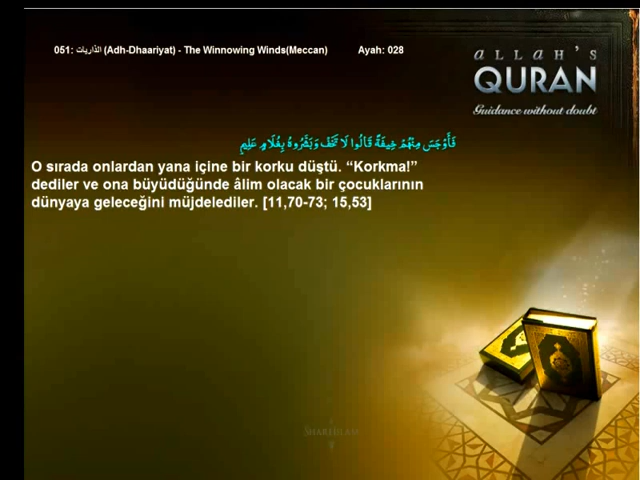 051: الذاريات (Adh-Dhaariyat) - The Winnowing Winds(Meccan) Ayah: 028
ALLAH'S
QURAN
Guidance without doubt
فَأَوْجَسَ مِنْهُمْ خِيفَةً قَالُوا لَا تَخَفْ وَبَشَّرُوهُ بِغُلَامٍ عَلِيمٍ
O sırada onlardan yana içine bir korku düştü. “Korkma!”
dediler ve ona büyüdüğünde âlim olacak bir çocuklarının
dünyaya geleceğini müjdelediler. [11,70-73; 15,53]
SHAREISLAM